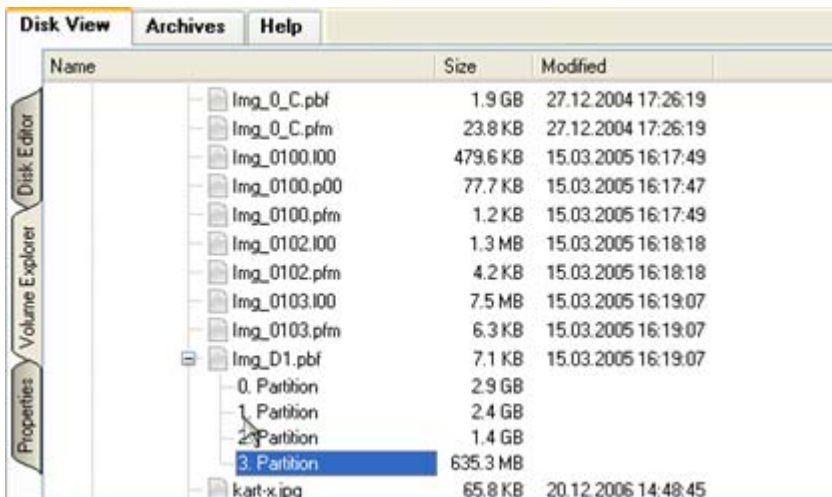 Disk View Archives Help
Name Size Modified
Img_0_C.pbf 1.9 GB 27.12.2004 17:26:19
Img_0_C.pfm 23.8 KB 27.12.2004 17:26:19
Img_0100.I00 479.6 KB 15.03.2005 16:17:49
Img_0100.p00 77.7 KB 15.03.2005 16:17:47
Img_0100.pfm 1.2 KB 15.03.2005 16:17:49
Img_0102.I00 1.3 MB 15.03.2005 16:18:18
Img_0102.pfm 4.2 KB 15.03.2005 16:18:18
Img_0103.I00 7.5 MB 15.03.2005 16:19:07
Img_0103.pfm 6.3 KB 15.03.2005 16:19:07
Img_D1.pbf 7.1 KB 15.03.2005 16:19:07
0. Partition 2.9 GB
1. Partition 2.4 GB
2. Partition 1.4 GB
3. Partition 635.3 MB
kart-x.jpg 65.8 KB 20.12.2006 14:48:45
Disk Editor
Volume Explorer
Properties